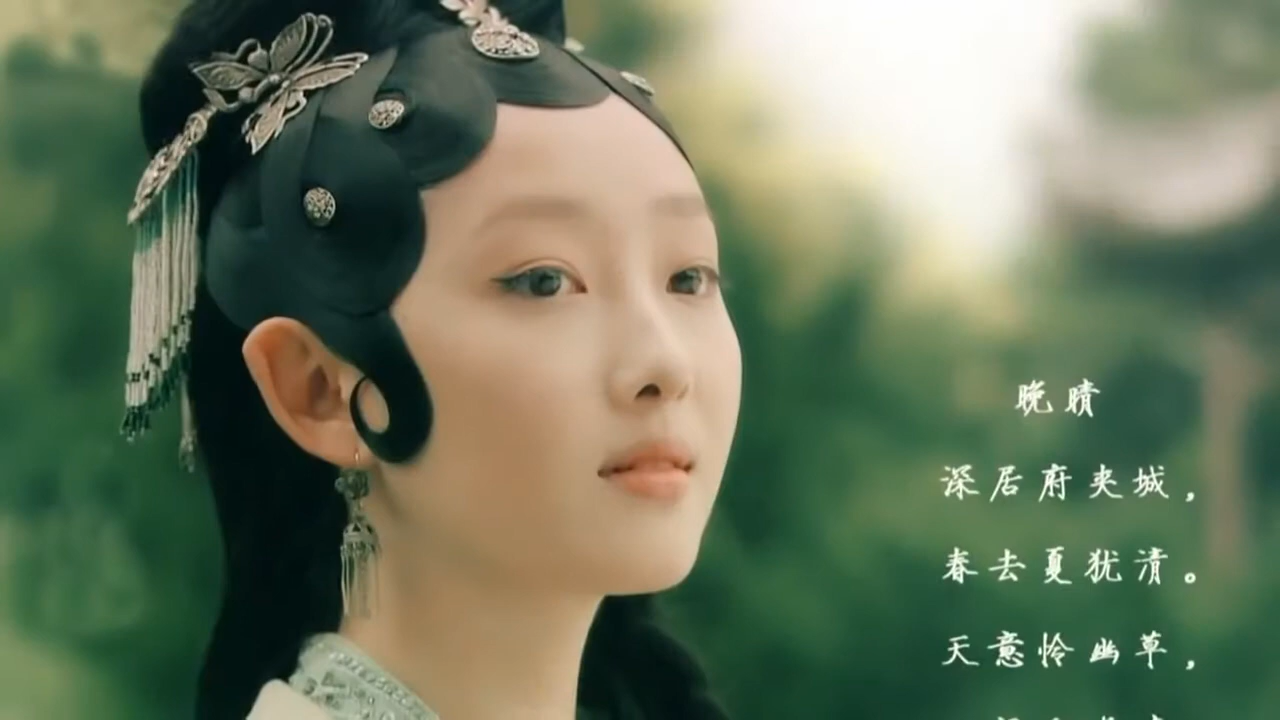 晚晴
深居府夹城，
春去夏犹清。
天意怜幽草，